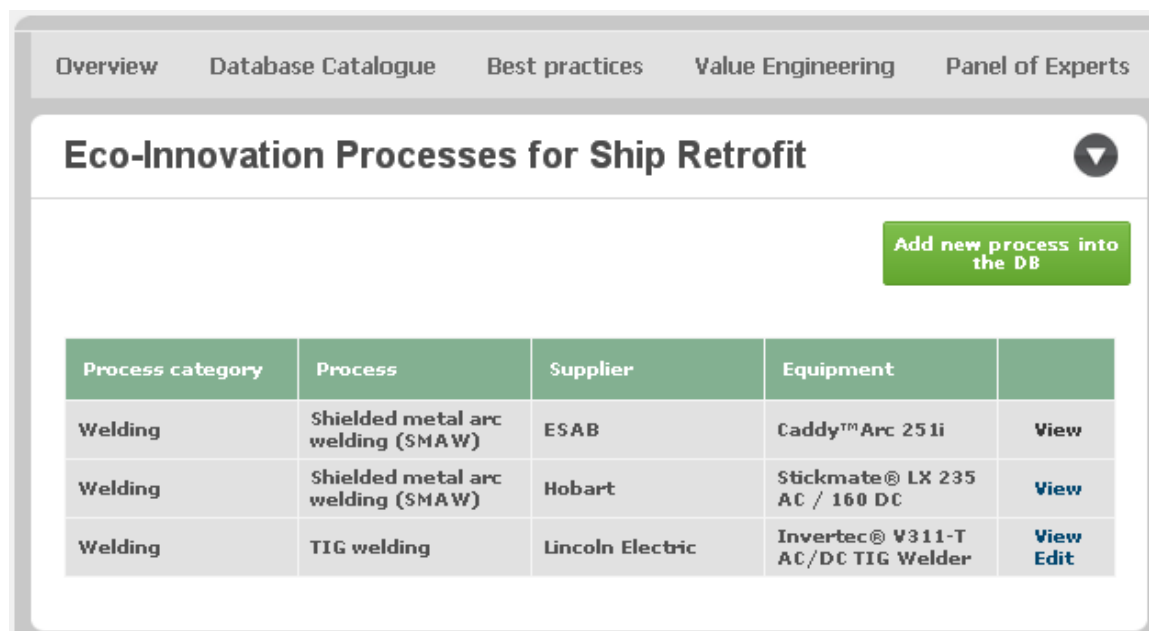 Overview Database Catalogue Best practices Value Engineering Panel of Experts
Eco-Innovation Processes for Ship Retrofit
Add new process into
the DB
Process category Process Supplier Equipment
Welding Shielded metal arc welding (SMAW) ESAB Caddy™Arc 251i View
Welding Shielded metal arc welding (SMAW) Hobart Stickmate® LX 235 AC / 160 DC View
Welding TIG welding Lincoln Electric Invertec® V311-T AC/DC TIG Welder View Edit